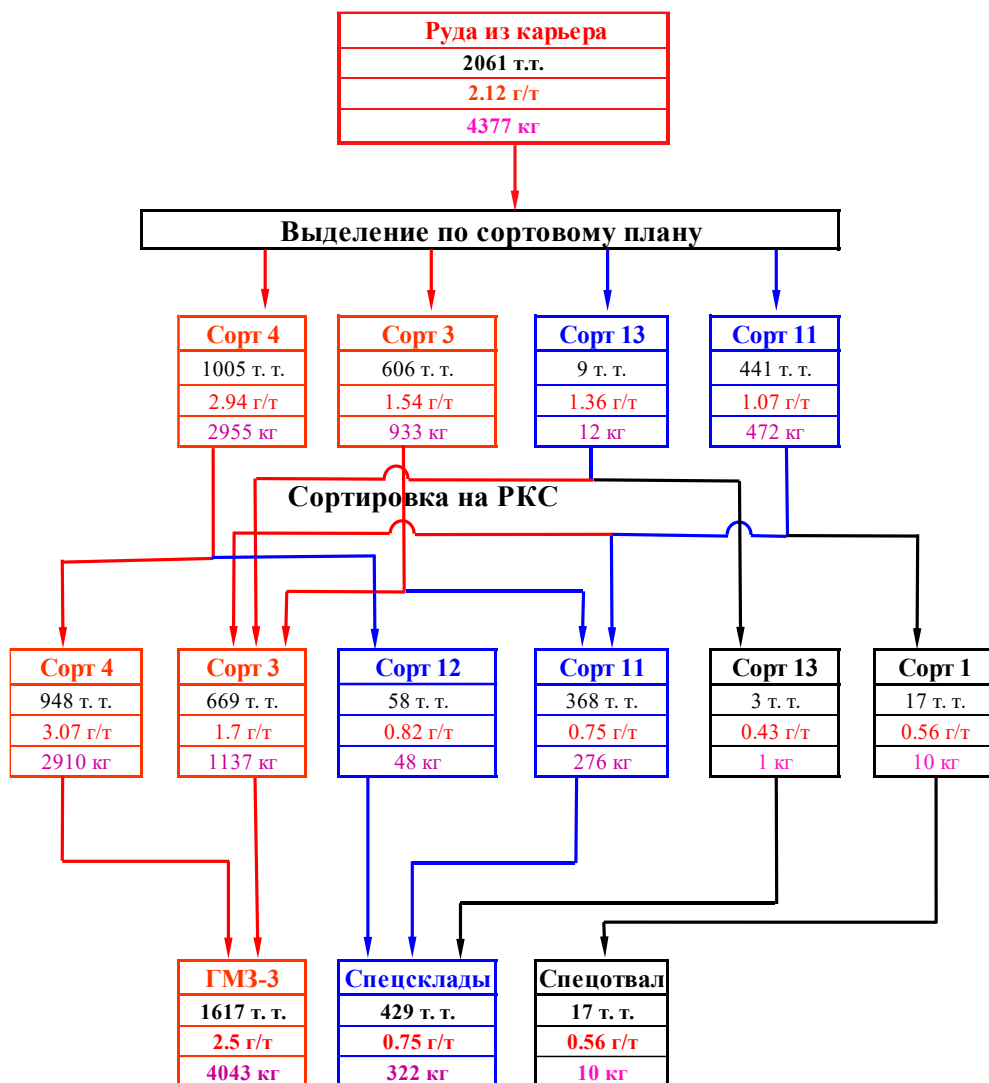 Руда из карьера
2061 т.т.
2.12 г/т
4377 кг
Выделение по сортовому плану
Сорт 4
1005 т. т.
2.94 г/т
2955 кг
Сорт 3
606 т. т.
1.54 г/т
933 кг
Сорт 13
9 т. т.
1.36 г/т
12 кг
Сорт 11
441 т. т.
1.07 г/т
472 кг
Сортировка на РКС
Сорт 4
948 т. т.
3.07 г/т
2910 кг
Сорт 3
669 т. т.
1.7 г/т
1137 кг
Сорт 12
58 т. т.
0.82 г/т
48 кг
Сорт 11
368 т. т.
0.75 г/т
276 кг
Сорт 13
3 т. т.
0.43 г/т
1 кг
Сорт 1
17 т. т.
0.56 г/т
10 кг
ГМЗ-3
1617 т. т.
2.5 г/т
4043 кг
Спецсклады
429 т. т.
0.75 г/т
322 кг
Спецотвал
17 т. т.
0.56 г/т
10 кг